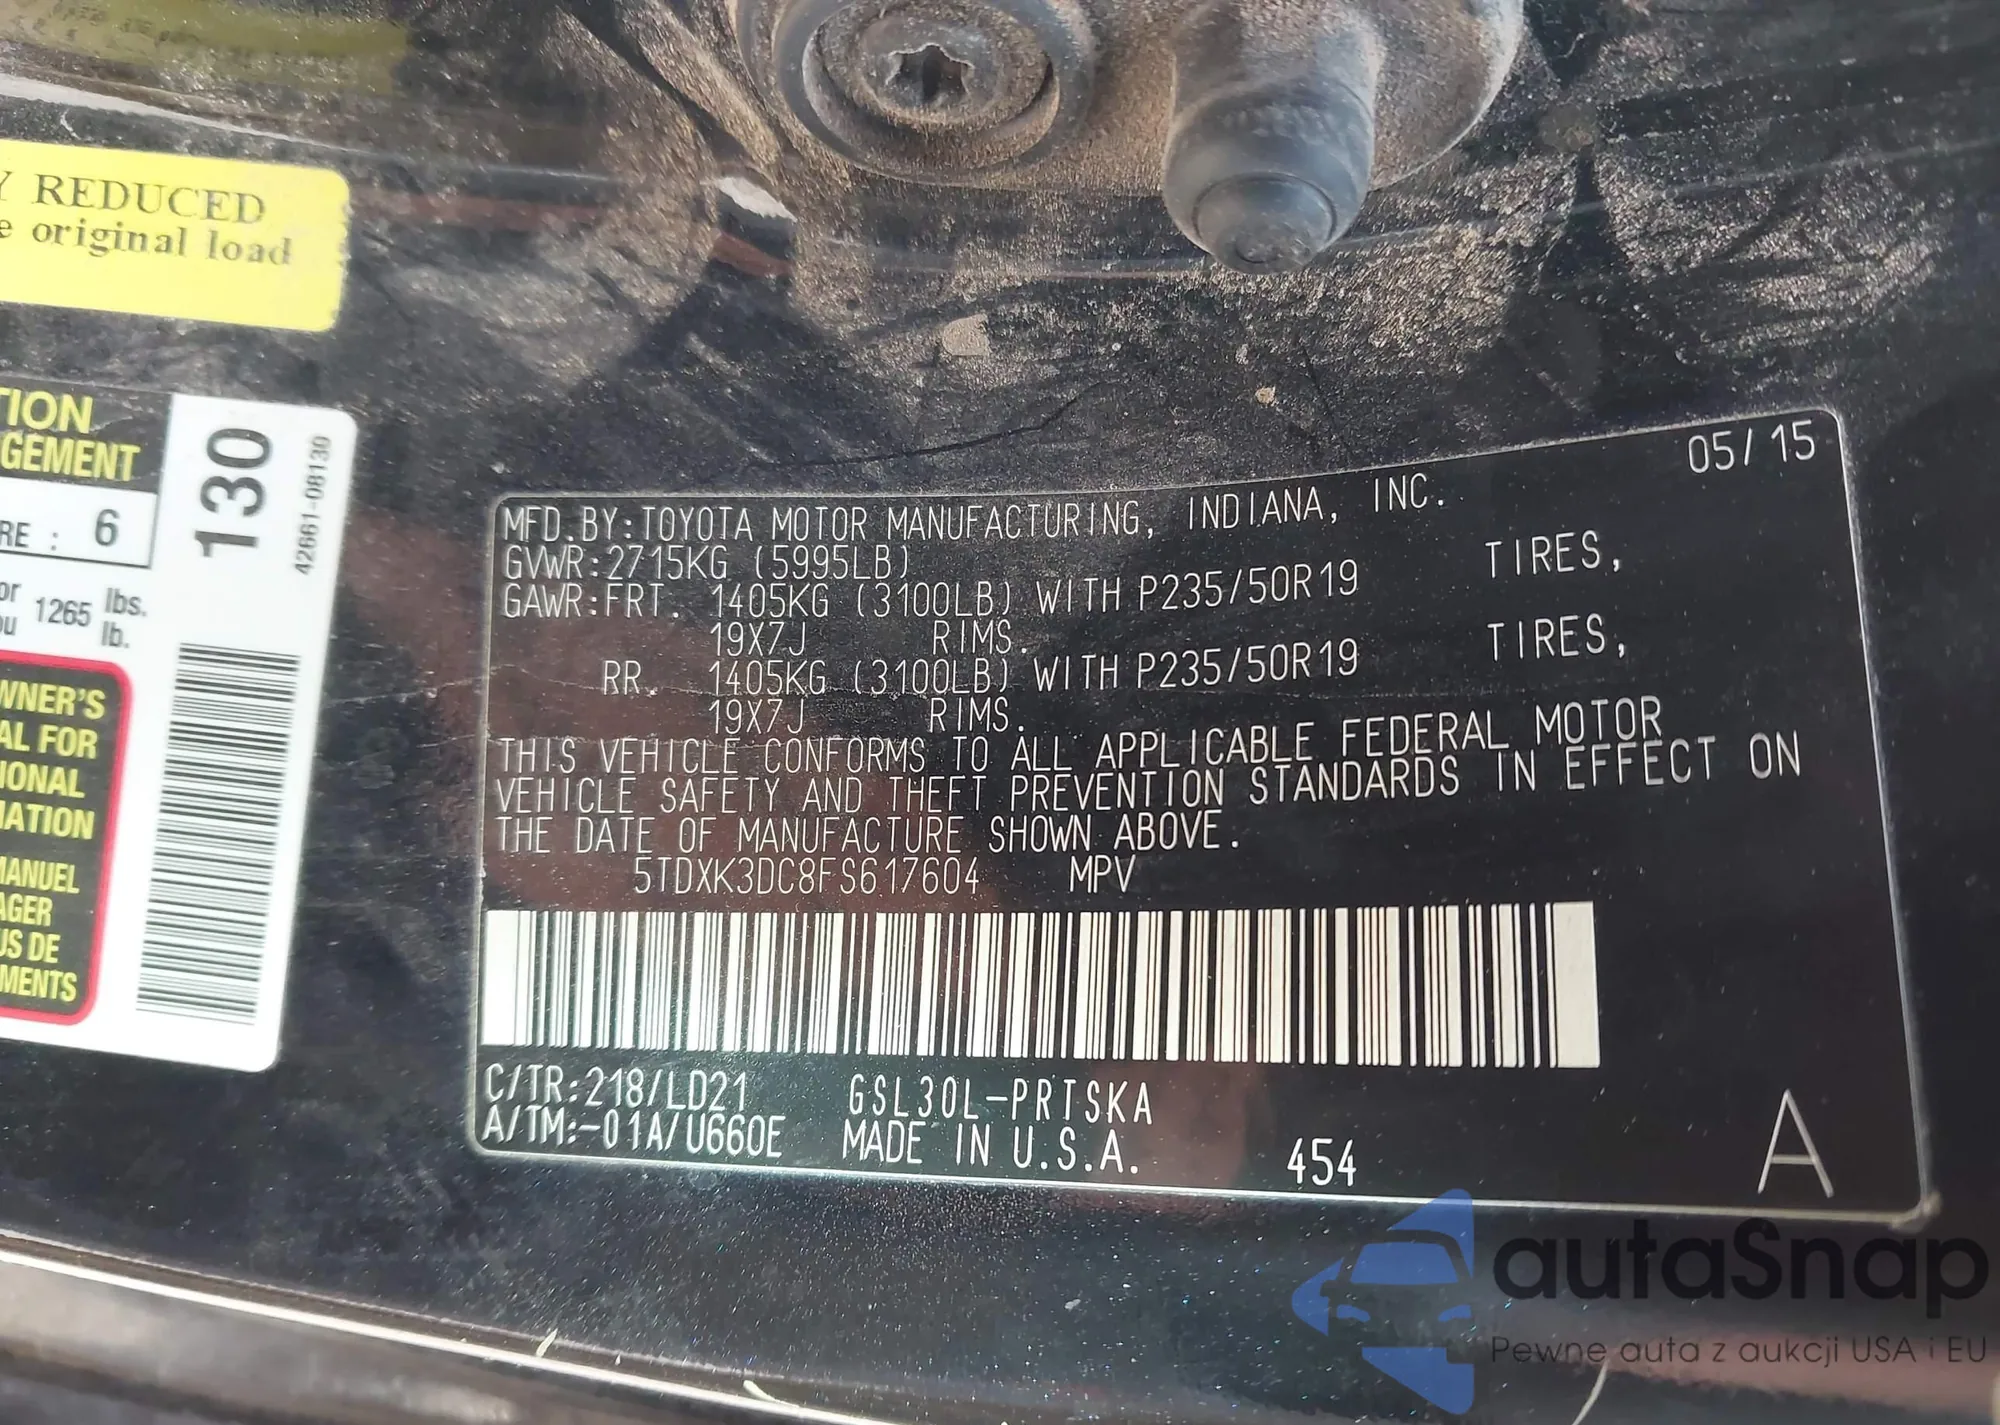 Y REDUCED
e original load
TION
GEMENT
RE : 6
130
42661-08130
or
ou
1265 lbs.
lb.
WNER'S
AL FOR
IONAL
MATION
MANUEL
AGER
US DE
MENTS
05/15
MFD.BY:TOYOTA MOTOR MANUFACTURING, INDIANA, INC.
GVWR:2715KG (5995LB)
GAWR:FRT. 1405KG (3100LB) WITH P235/50R19 TIRES,
19X7J RIMS.
RR. 1405KG (3100LB) WITH P235/50R19 TIRES,
19X7J RIMS.
THIS VEHICLE CONFORMS TO ALL APPLICABLE FEDERAL MOTOR
VEHICLE SAFETY AND THEFT PREVENTION STANDARDS IN EFFECT ON
THE DATE OF MANUFACTURE SHOWN ABOVE.
5TDXK3DC8FS617604 MPV
C/TR:218/LD21 GSL30L-PRTSKA
A/TM:-01A/U660E MADE IN U.S.A. 454
A
autaSnap
Pewne auta z aukcji USA i EU